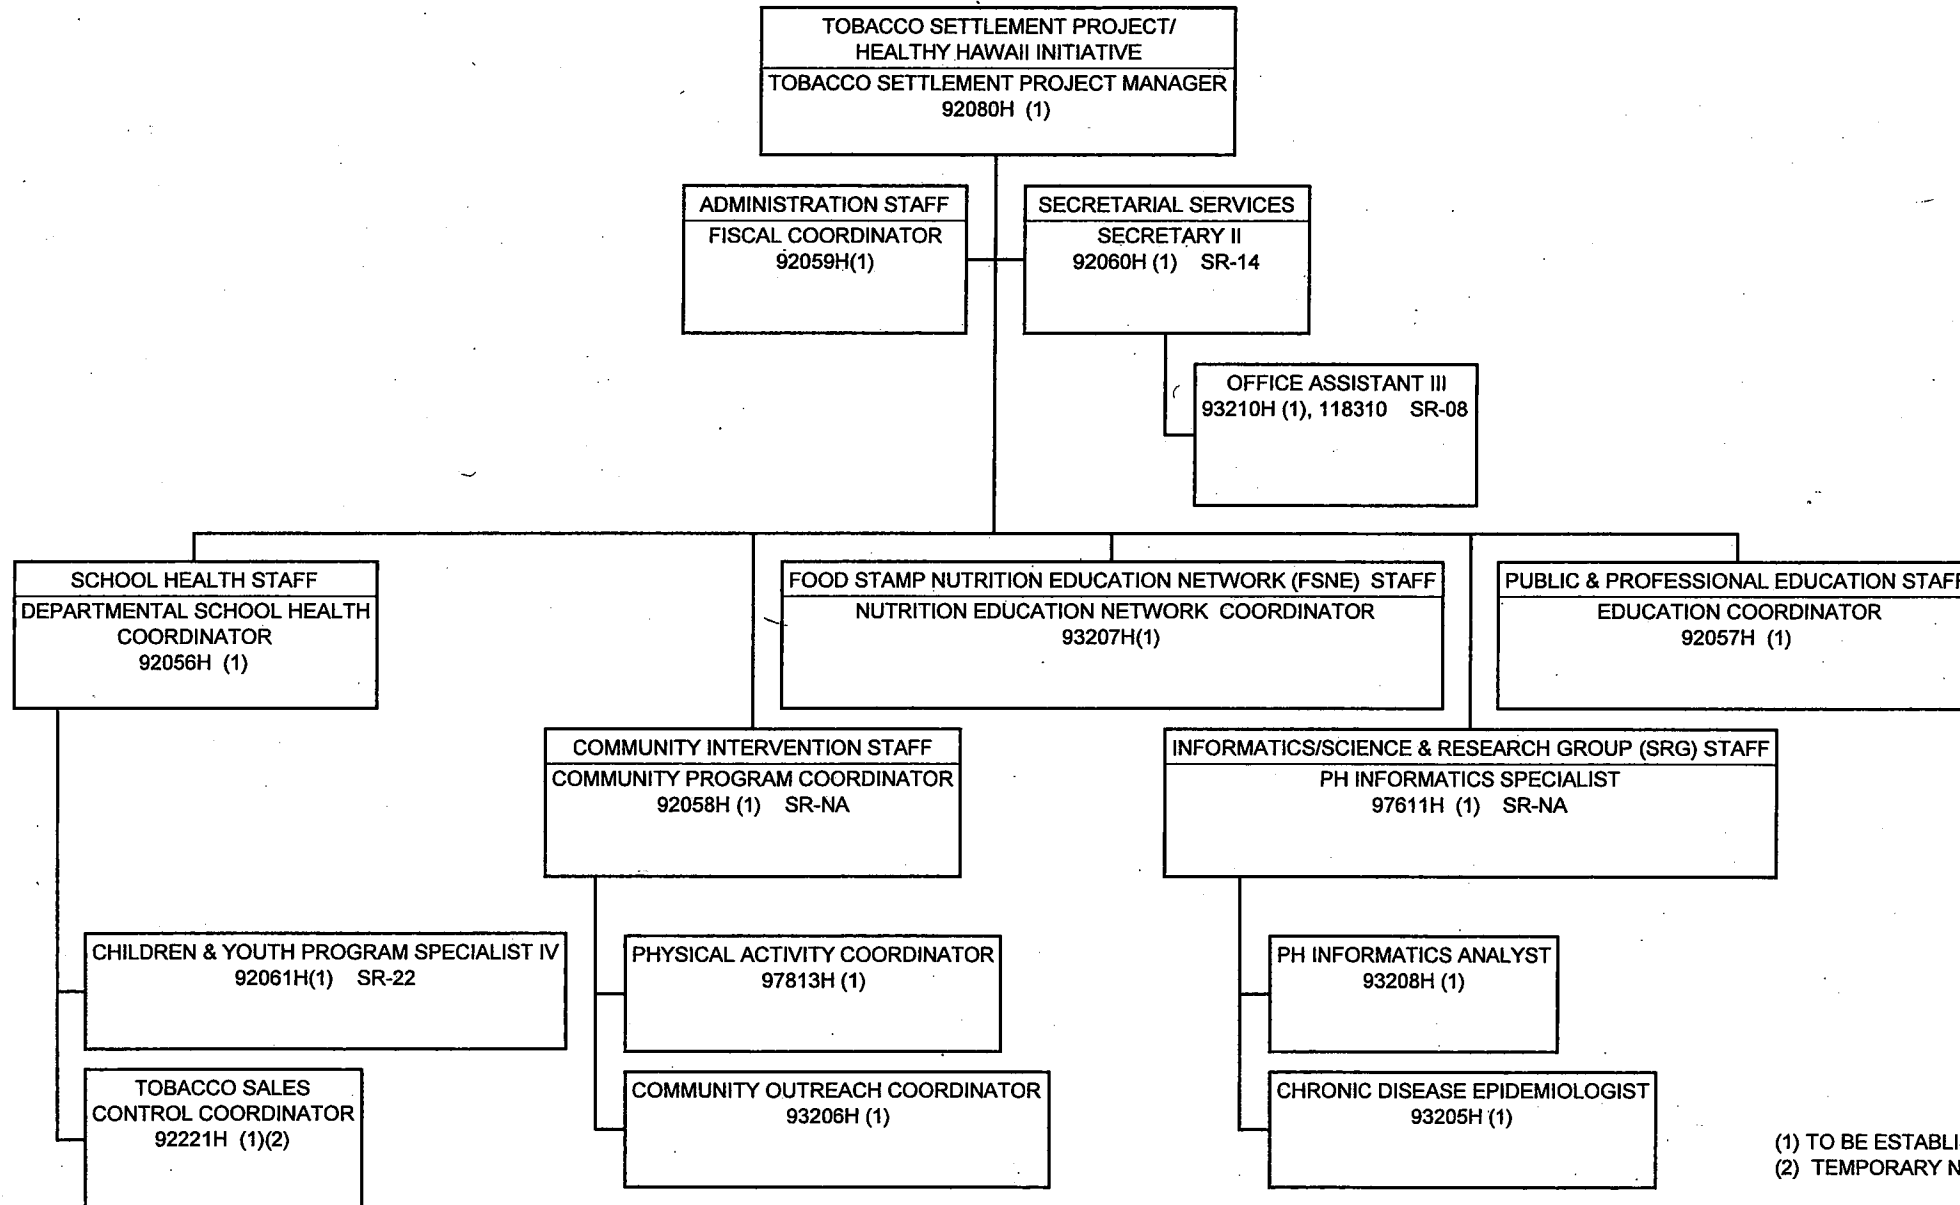 TOBACCO SETTLEMENT PROJECT/
HEALTHY HAWAII INITIATIVE
TOBACCO SETTLEMENT PROJECT MANAGER
92080H (1)
ADMINISTRATION STAFF
FISCAL COORDINATOR
92059H(1)
SECRETARIAL SERVICES
SECRETARY II
92060H (1) SR-14
OFFICE ASSISTANT III
93210H (1), 118310 SR-08
SCHOOL HEALTH STAFF
DEPARTMENTAL SCHOOL HEALTH
COORDINATOR
92056H (1)
FOOD STAMP NUTRITION EDUCATION NETWORK (FSNE) STAFF
NUTRITION EDUCATION NETWORK COORDINATOR
93207H(1)
PUBLIC & PROFESSIONAL EDUCATION STAFF
EDUCATION COORDINATOR
92057H (1)
COMMUNITY INTERVENTION STAFF
COMMUNITY PROGRAM COORDINATOR
92058H (1) SR-NA
INFORMATICS/SCIENCE & RESEARCH GROUP (SRG) STAFF
PH INFORMATICS SPECIALIST
97611H (1) SR-NA
CHILDREN & YOUTH PROGRAM SPECIALIST IV
92061H(1) SR-22
TOBACCO SALES
CONTROL COORDINATOR
92221H (1)(2)
PHYSICAL ACTIVITY COORDINATOR
97813H (1)
COMMUNITY OUTREACH COORDINATOR
93206H (1)
PH INFORMATICS ANALYST
93208H (1)
CHRONIC DISEASE EPIDEMIOLOGIST
93205H (1)
(1) TO BE
(2) TEMPORARY